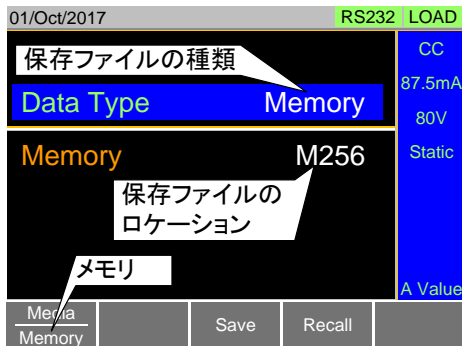 01/Oct/2017 RS232 LOAD
保存ファイルの種類
CC
87.5mA
Data Type Memory
80V
Memory M256
Static
保存ファイルの
ロケーション
メモリ
A Value
Media
Memory
Save Recall